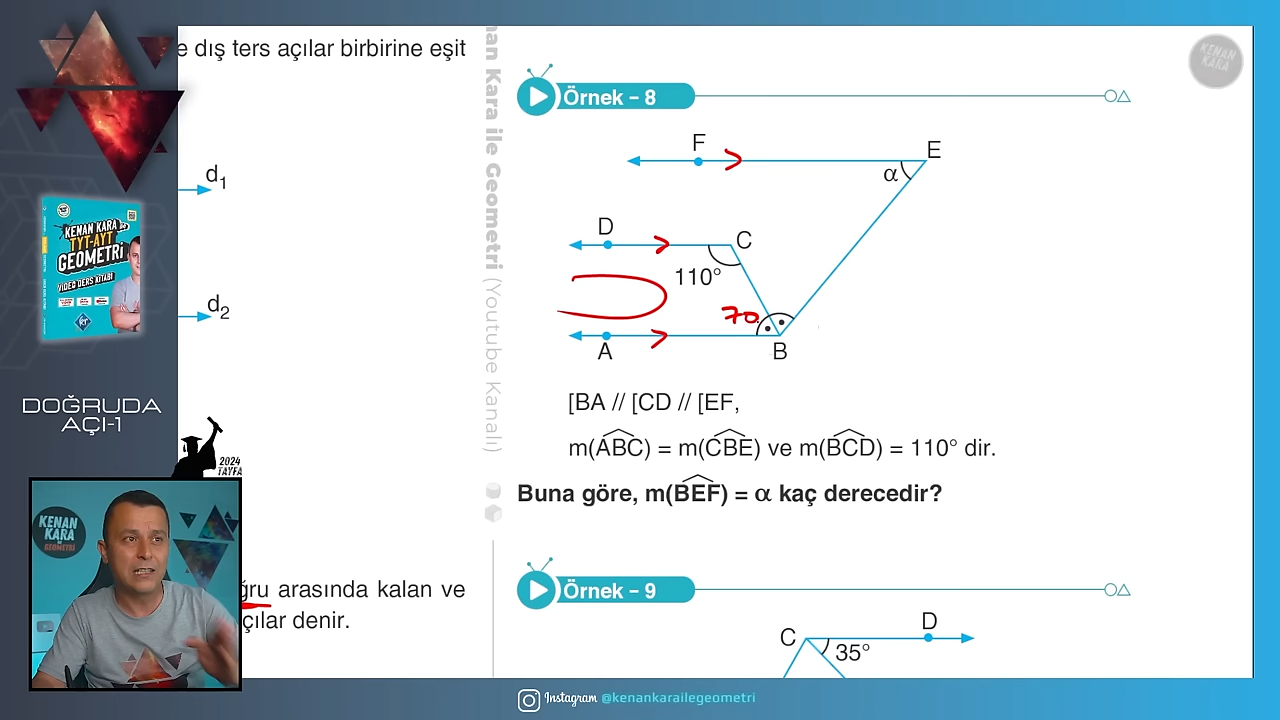 e dış ters açılar birbirine eşit
d1
d2
KENAN KARA
TYT-AYT
GEOMETRİ
VİDEO DERS KİTABI
DOĞRUDA
AÇI-1
2024
TAYFA
KENAN
KARA
GEOMETRİ
ğru arasında kalan ve
çılar denir.
nan Kara ile Geometri (Youtube Kanalı)
KENAN
KARA
Örnek – 8
F
E
α
D
C
110°
70
A
B
[BA // [CD // [EF,
m(ABC) = m(CBE) ve m(BCD) = 110° dir.
Buna göre, m(BEF) = α kaç derecedir?
Örnek – 9
C
D
35°
Instagram @kenankarailegeometri